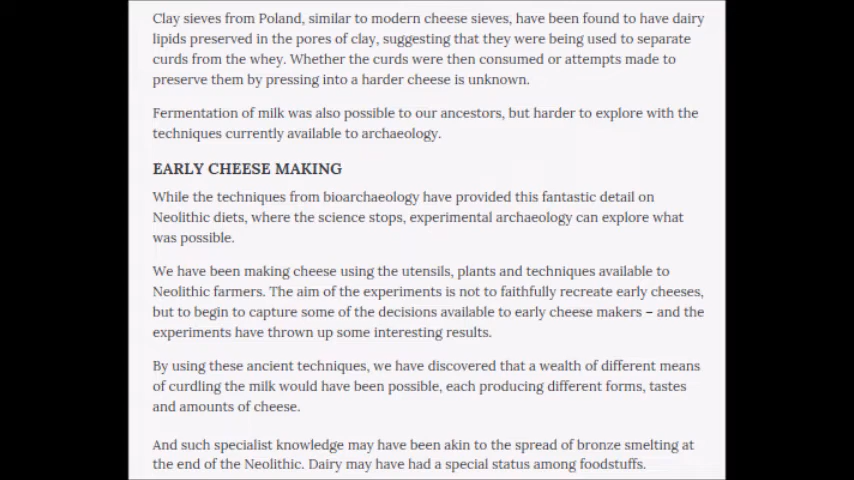 Clay sieves from Poland, similar to modern cheese sieves, have been found to have dairy
lipids preserved in the pores of clay, suggesting that they were being used to separate
curds from the whey. Whether the curds were then consumed or attempts made to
preserve them by pressing into a harder cheese is unknown.
Fermentation of milk was also possible to our ancestors, but harder to explore with the
techniques currently available to archaeology.
EARLY CHEESE MAKING
While the techniques from bioarchaeology have provided this fantastic detail on
Neolithic diets, where the science stops, experimental archaeology can explore what
was possible.
We have been making cheese using the utensils, plants and techniques available to
Neolithic farmers. The aim of the experiments is not to faithfully recreate early cheeses,
but to begin to capture some of the decisions available to early cheese makers – and the
experiments have thrown up some interesting results.
By using these ancient techniques, we have discovered that a wealth of different means
of curdling the milk would have been possible, each producing different forms, tastes
and amounts of cheese.
And such specialist knowledge may have been akin to the spread of bronze smelting at
the end of the Neolithic. Dairy may have had a special status among foodstuffs.